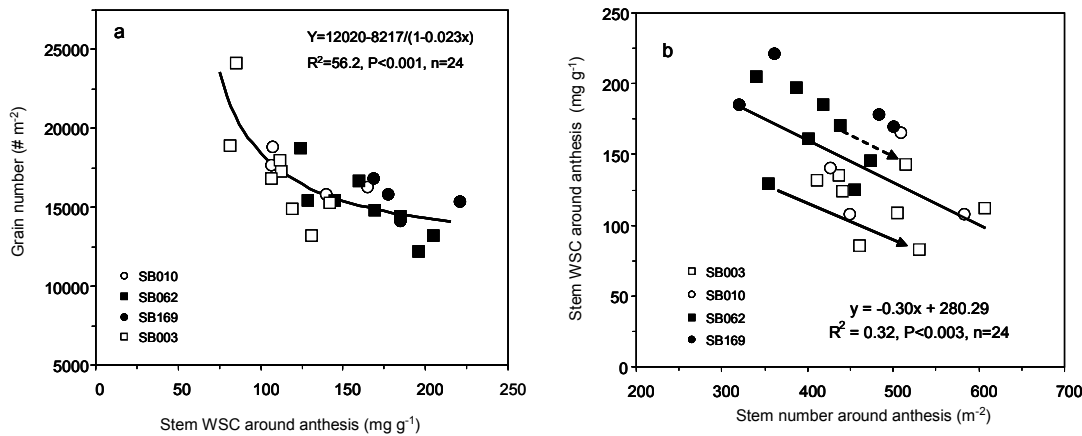 a
Y=12020-8217/(1-0.023x)
R²=56.2, P<0.001, n=24
Grain number (# m⁻²)
25000
20000
15000
10000
5000
SB010
SB062
SB169
SB003
0
50
100
150
200
250
Stem WSC around anthesis (mg g⁻¹)
b
Stem WSC around anthesis (mg g⁻¹)
250
200
150
100
50
0
SB003
SB010
SB062
SB169
y = -0.30x + 280.29
R² = 0.32, P<0.003, n=24
200
300
400
500
600
700
Stem number around anthesis (m⁻²)